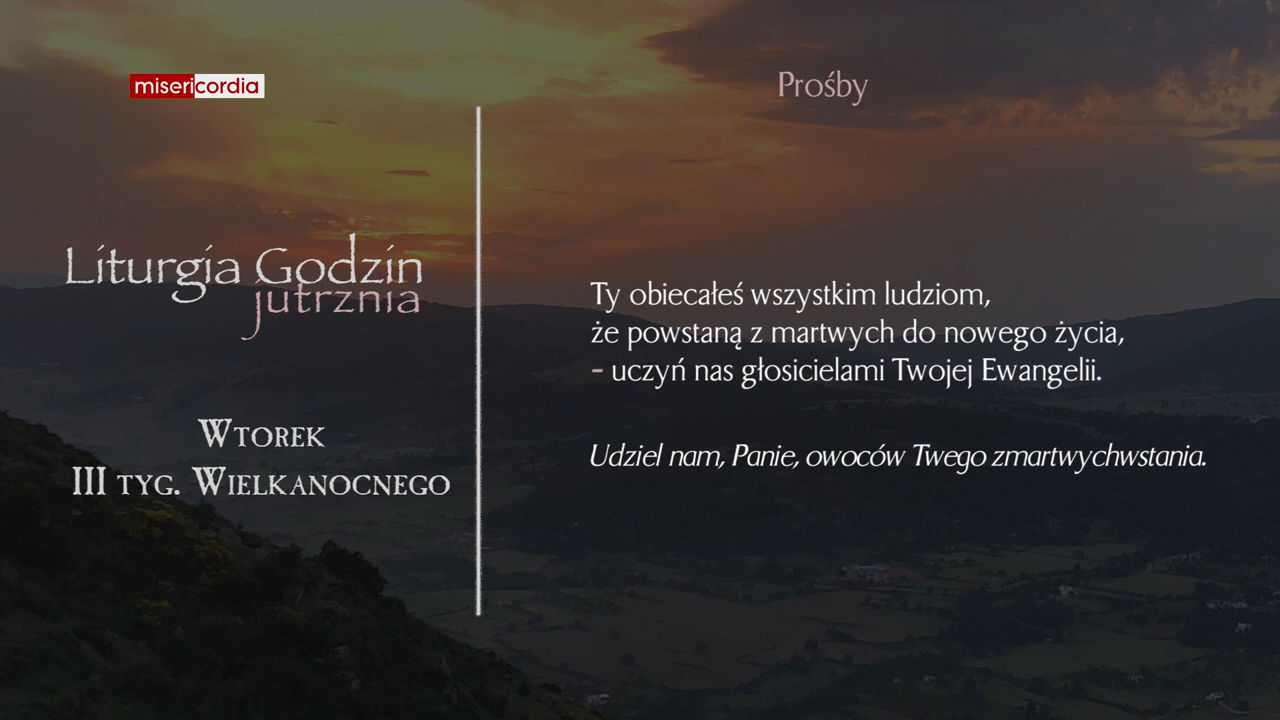 misericordia
Liturgia Godzin
jutrznia
Wtorek
III tyg. Wielkanocnego
Prośby
Ty obiecałeś wszystkim ludziom,
że powstaną z martwych do nowego życia,
- uczyń nas głosicielami Twojej Ewangelii.
Udziel nam, Panie, owoców Twego zmartwychwstania.